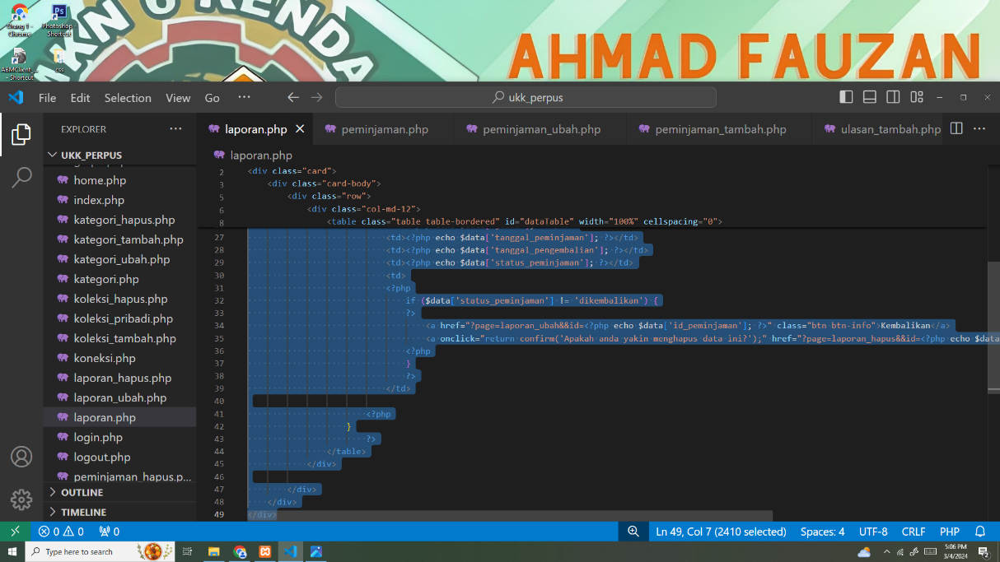 AHMAD FAUZAN
Chrome
Photoshop -
Shortcut
- Shortcut
css
File Edit Selection View Go ··· ukk_perpus
EXPLORER ···
laporan.php peminjaman.php peminjaman_ubah.php peminjaman_tambah.php ulasan_tambah.php ···
UKK_PERPUS
laporan.php
home.php
index.php
kategori_hapus.php
kategori_tambah.php
kategori_ubah.php
kategori.php
koleksi_hapus.php
koleksi_pribadi.php
koleksi_tambah.php
koneksi.php
laporan_hapus.php
laporan_ubah.php
laporan.php
login.php
logout.php
peminjaman_hapus.p...
OUTLINE
TIMELINE
2 <div class="card">
3 <div class="card-body">
5 <div class="row">
6 <div class="col-md-12">
8 <table class="table table-bordered" id="dataTable" width="100%" cellspacing="0">
27 <td><?php echo $data['tanggal_peminjaman']; ?></td>
28 <td><?php echo $data['tanggal_pengembalian']; ?></td>
29 <td><?php echo $data['status_peminjaman']; ?></td>
30 <td>
31 <?php
32 if ($data['status_peminjaman'] != 'dikembalikan') {
33 ?>
34 <a href="?page=laporan_ubah&&id=<?php echo $data['id_peminjaman']; ?>" class="btn btn-info">Kembalikan</a>
35 <a onclick="return confirm('Apakah anda yakin menghapus data ini?');" href="?page=laporan_hapus&&id=<?php echo $data
36 <?php
37 }
38 ?>
39 </td>
40
41 <?php
42 }
43 ?>
44 </table>
45 </div>
46
47 </div>
48 </div>
49 </div>
0 0 0 Ln 49, Col 7 (2410 selected) Spaces: 4 UTF-8 CRLF PHP
Type here to search
5:06 PM
3/4/2024
2